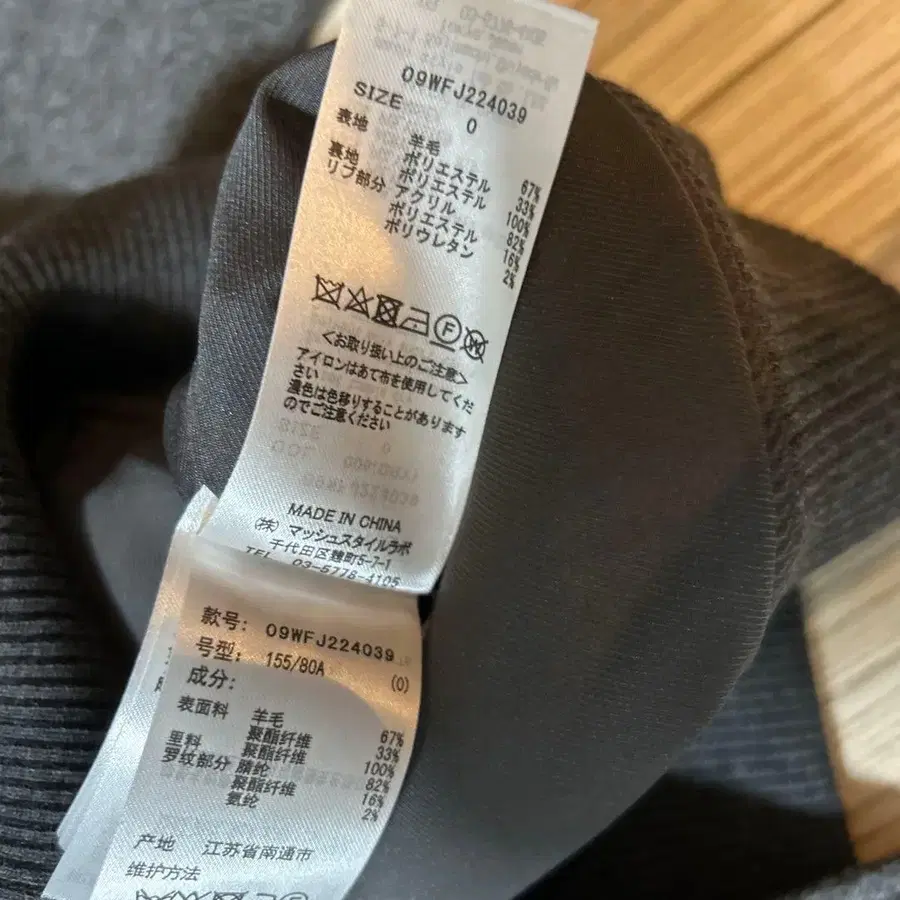 09WFJ224039
SIZE 0
表地 羊毛 67%
ポリエステル 33%
裏地 ポリエステル 100%
リブ部分 アクリル 82%
ポリエステル 16%
ポリウレタン 2%
<お取り扱い上のご注意>
アイロンはあて布を使用してくだ
さい
濃色は色移りすることがあります
のでご注意ください
MADE IN CHINA
(株) マッシュスタイルラボ
千代田区麹町5-7-1
TEL 03-5778-4105
款号: 09WFJ224039
号型: 155/80A (0)
成分:
表面料 羊毛 67%
聚酯纤维 33%
里料 聚酯纤维 100%
罗纹部分 腈纶 82%
聚酯纤维 16%
氨纶 2%
产地 江苏省南通市
维护方法